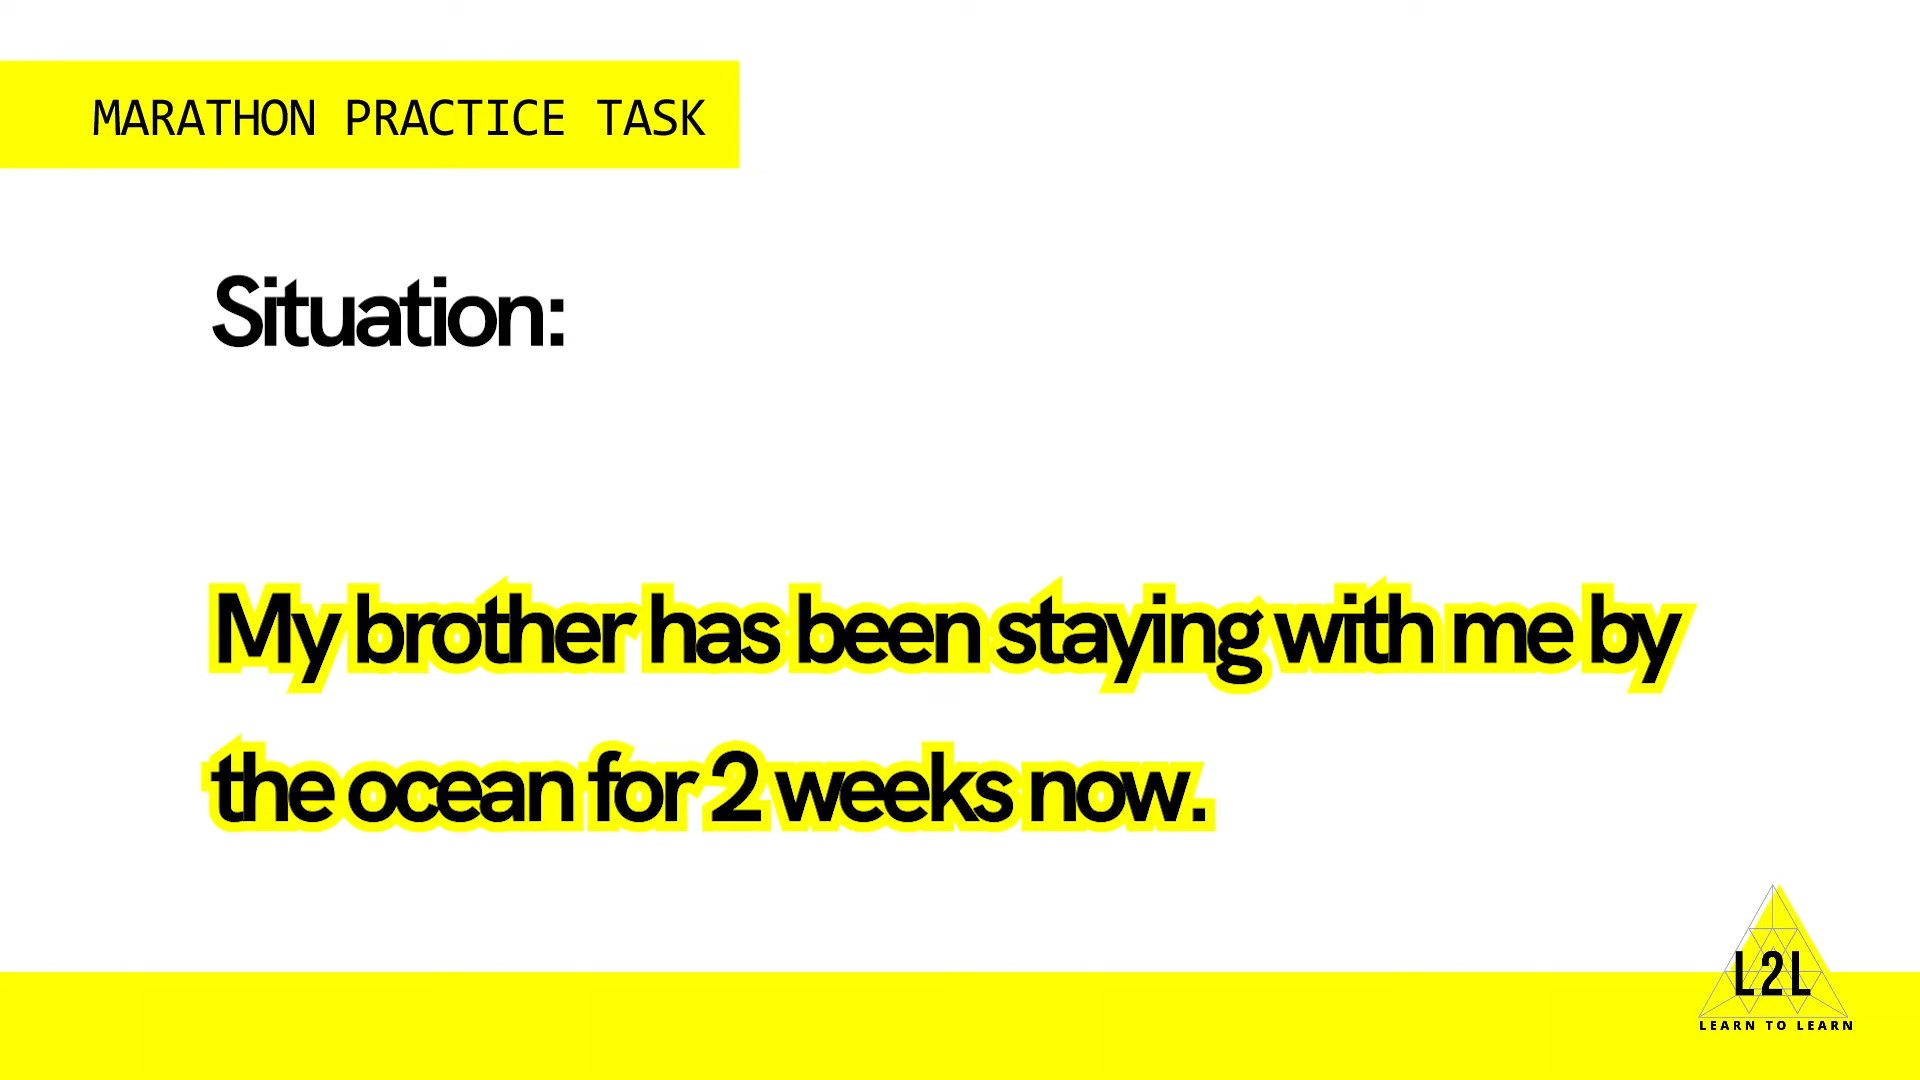 MARATHON PRACTICE TASK
Situation:
My brother has been staying with me by
the ocean for 2 weeks now.
L2L
LEARN TO LEARN